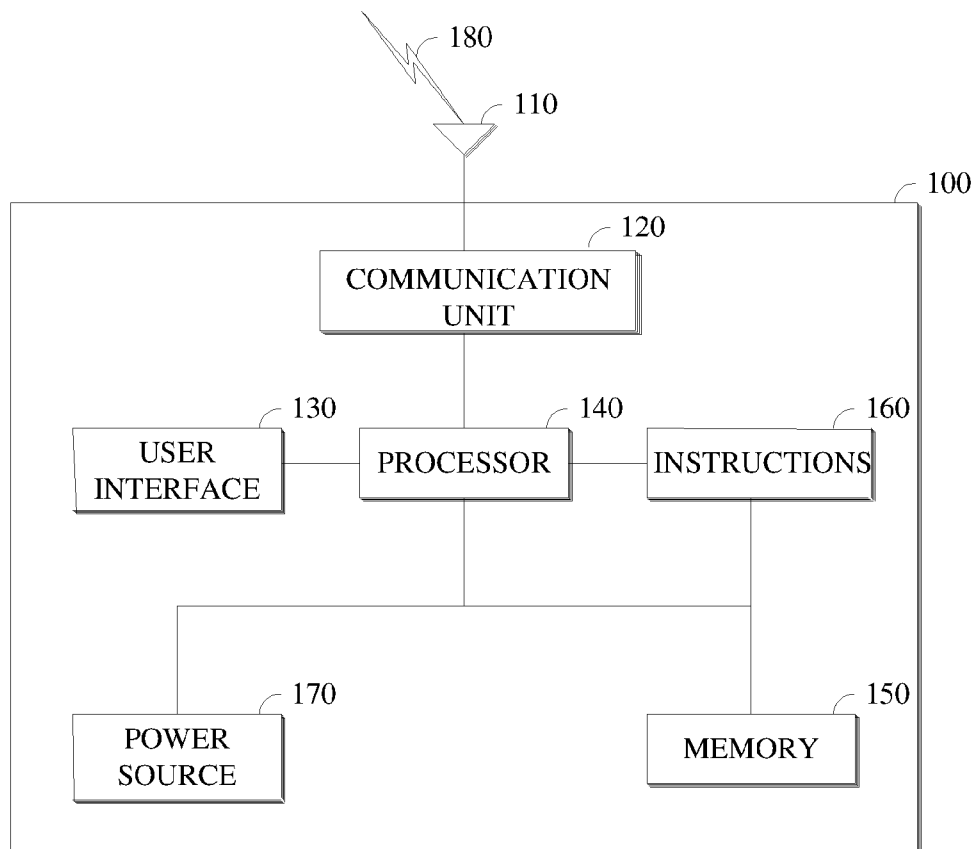 180
110
100
120
COMMUNICATION
UNIT
130
140
160
USER
INTERFACE
PROCESSOR
INSTRUCTIONS
170
150
POWER
SOURCE
MEMORY